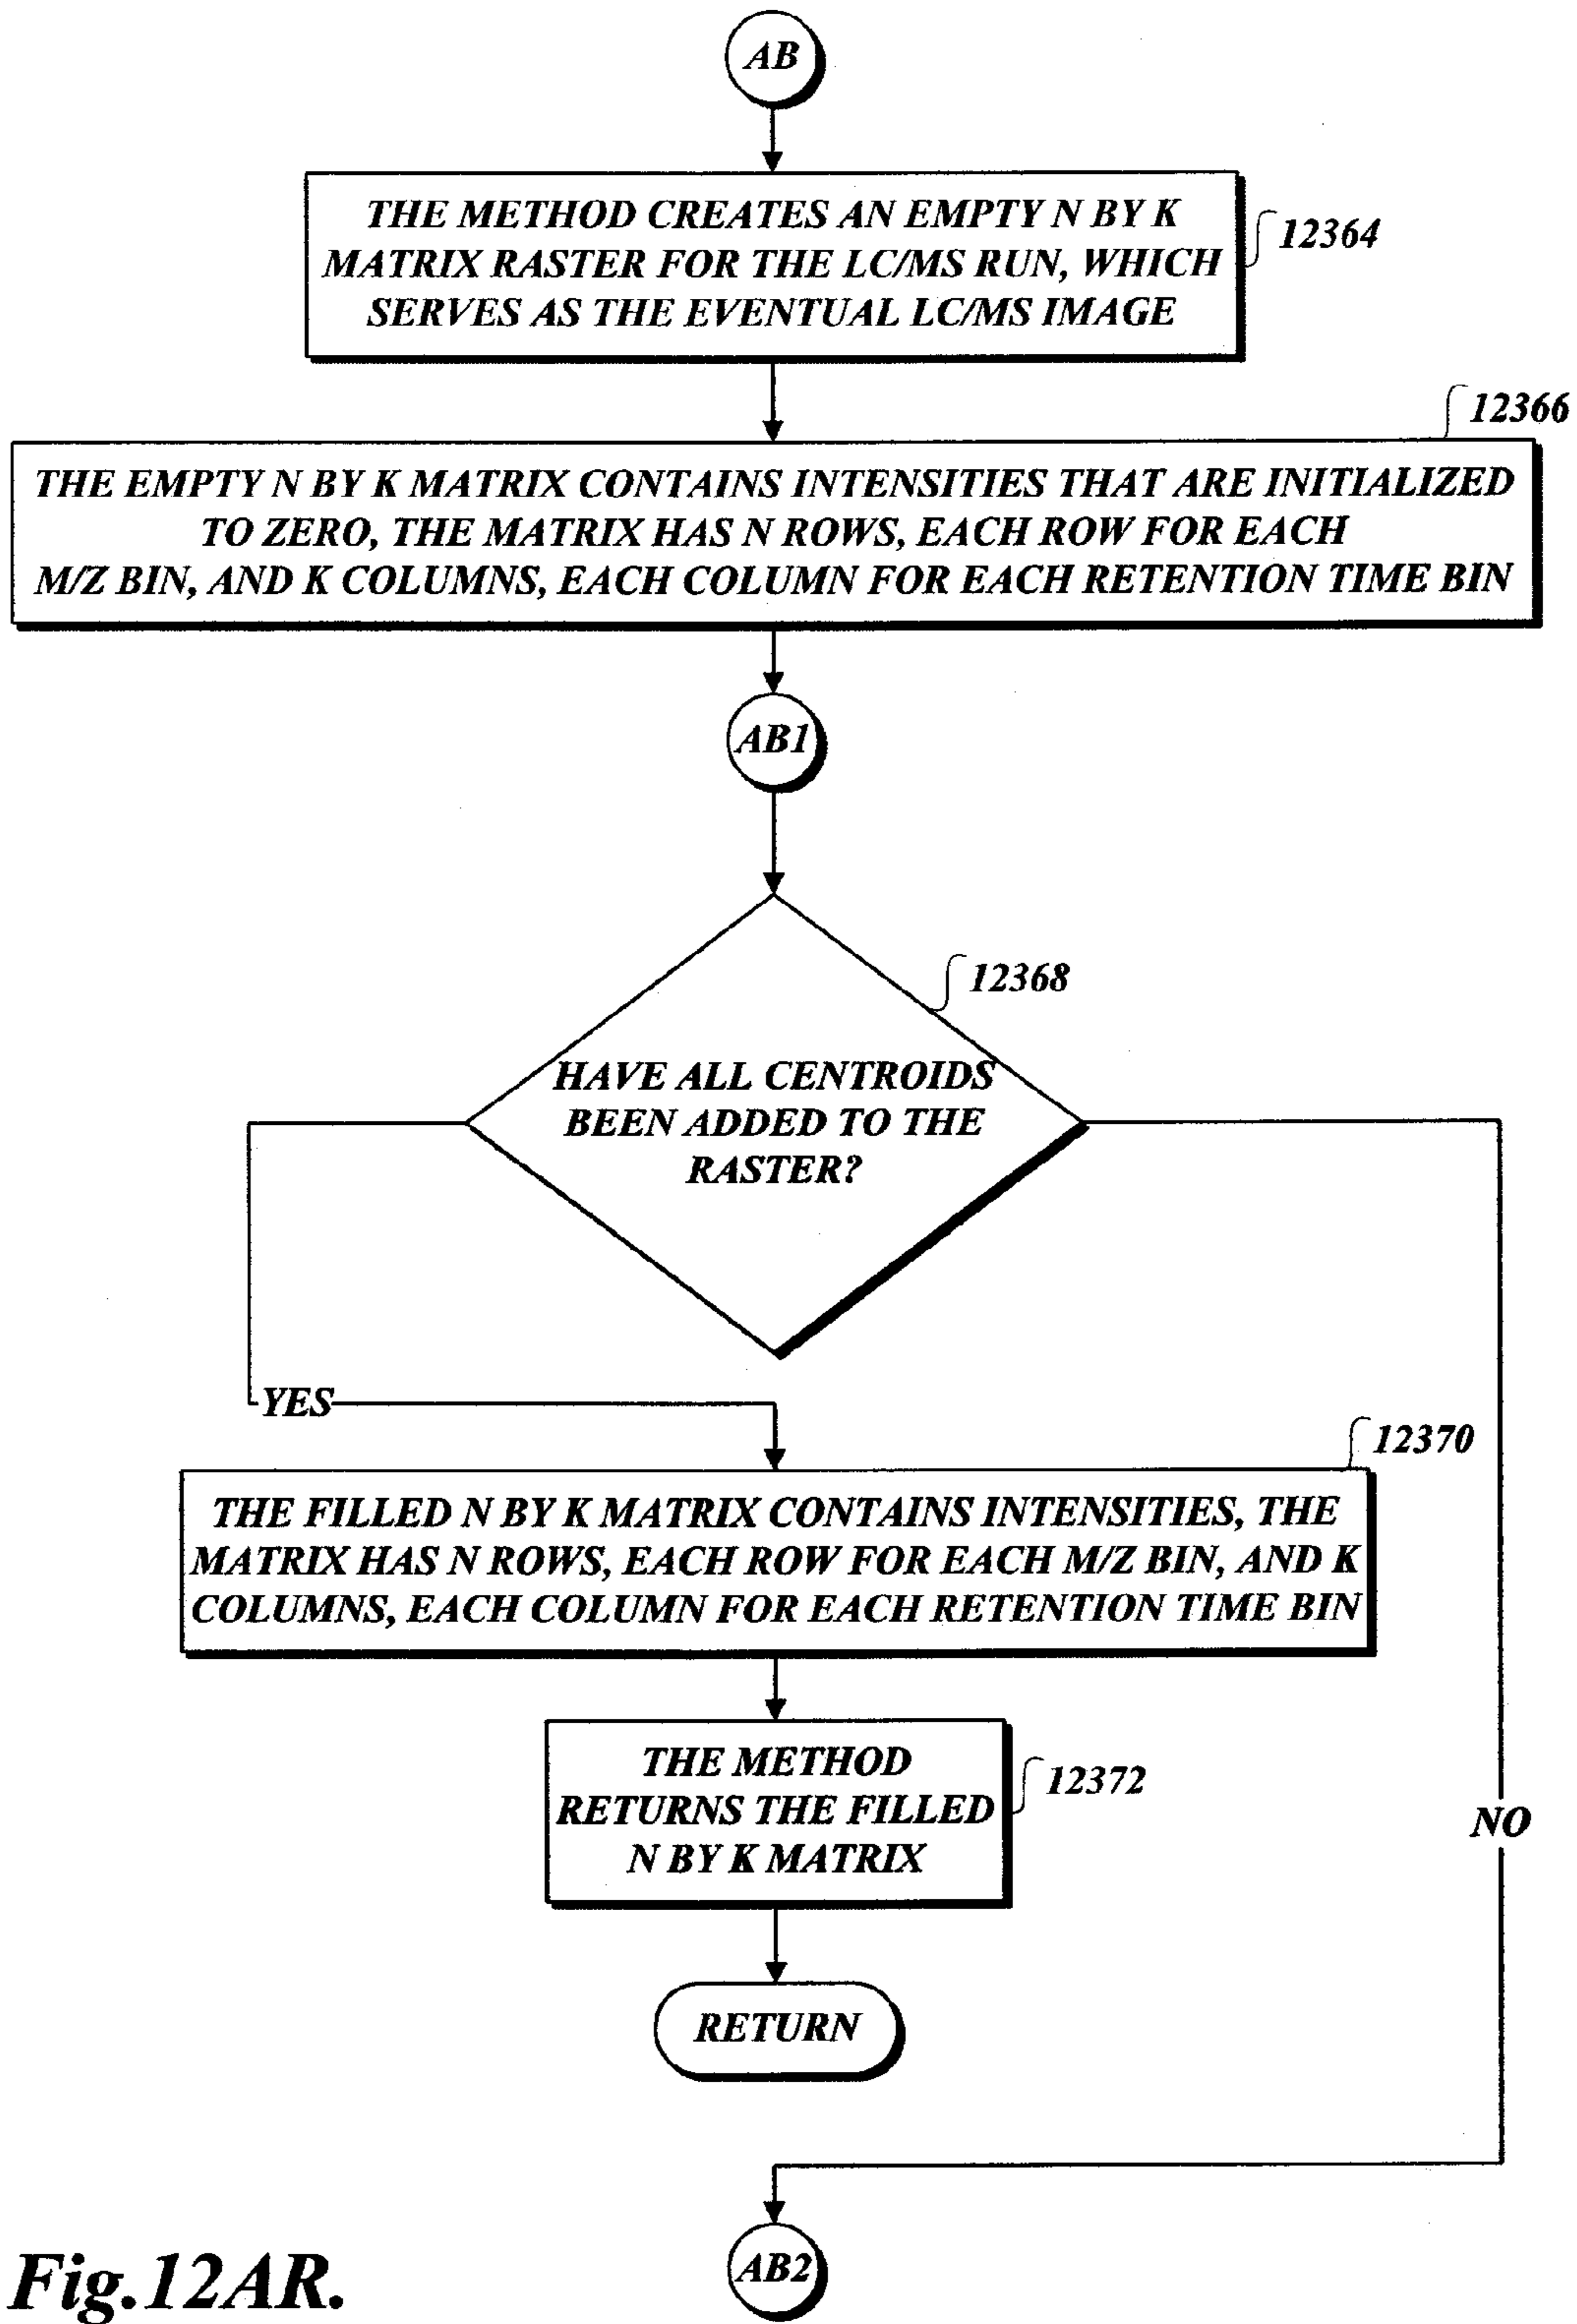 AB
THE METHOD CREATES AN EMPTY N BY K
MATRIX RASTER FOR THE LC/MS RUN, WHICH
SERVES AS THE EVENTUAL LC/MS IMAGE
12364
12366
THE EMPTY N BY K MATRIX CONTAINS INTENSITIES THAT ARE INITIALIZED
TO ZERO, THE MATRIX HAS N ROWS, EACH ROW FOR EACH
M/Z BIN, AND K COLUMNS, EACH COLUMN FOR EACH RETENTION TIME BIN
AB1
12368
HAVE ALL CENTROIDS
BEEN ADDED TO THE
RASTER?
YES
12370
THE FILLED N BY K MATRIX CONTAINS INTENSITIES, THE
MATRIX HAS N ROWS, EACH ROW FOR EACH M/Z BIN, AND K
COLUMNS, EACH COLUMN FOR EACH RETENTION TIME BIN
THE METHOD
RETURNS THE FILLED
N BY K MATRIX
12372
NO
RETURN
AB2
Fig.12AR.